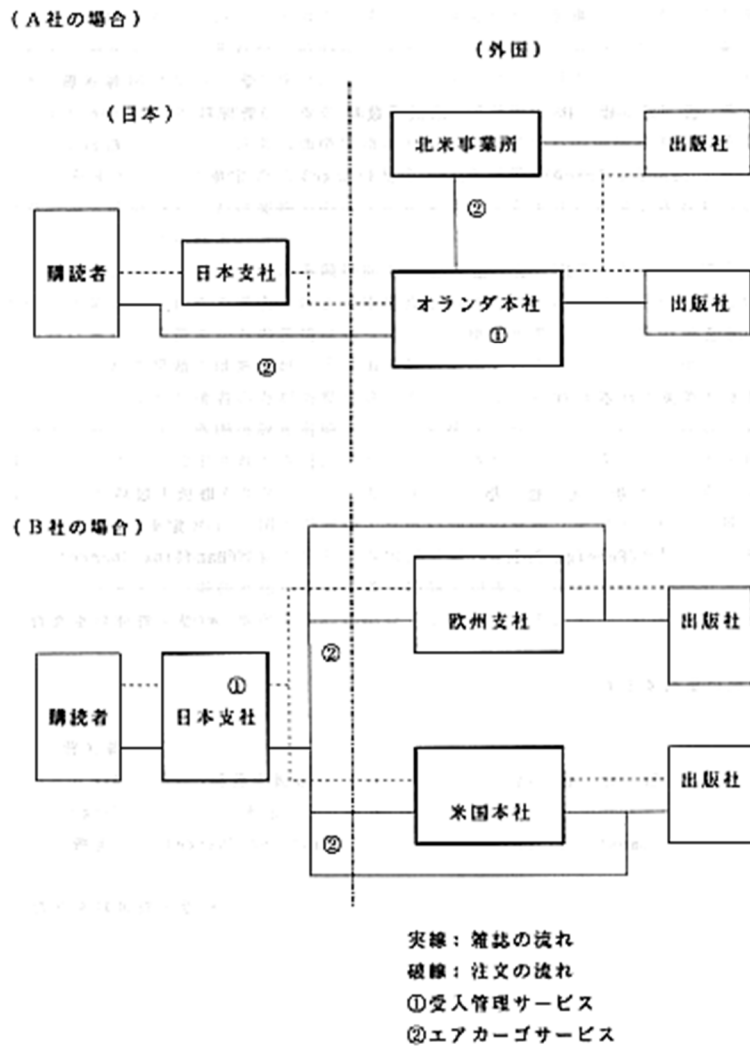 (A社の場合)
(外国)
(日本)
北米事業所
出版社
②
購読者
日本支社
オランダ本社
①
出版社
②
(B社の場合)
欧州支社
出版社
②
①
購読者
日本支社
米国本社
出版社
②
実線:雑誌の流れ
破線:注文の流れ
①受入管理サービス
②エアカーゴサービス